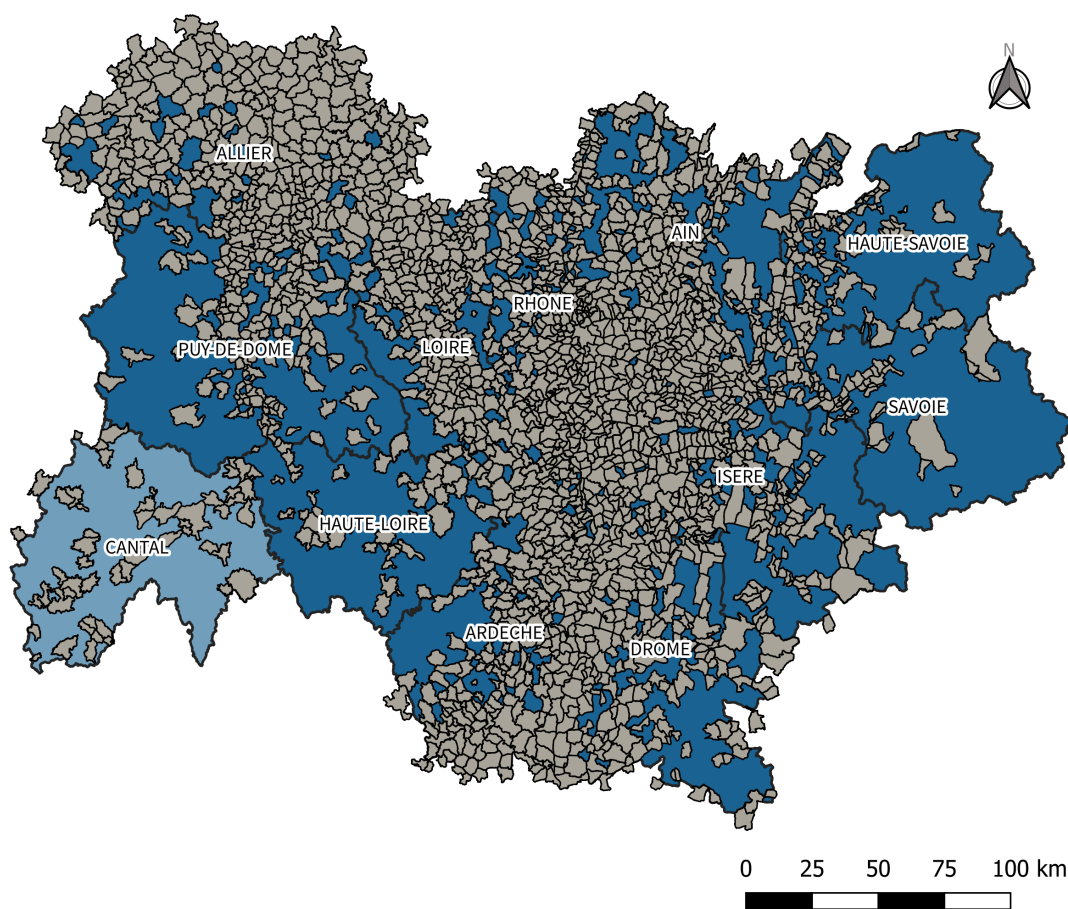 N
ALLIER
AIN
HAUTE-SAVOIE
RHONE
PUY-DE-DOME
LOIRE
SAVOIE
ISERE
HAUTE-LOIRE
CANTAL
ARDECHE
DROME
0 25 50 75 100 km